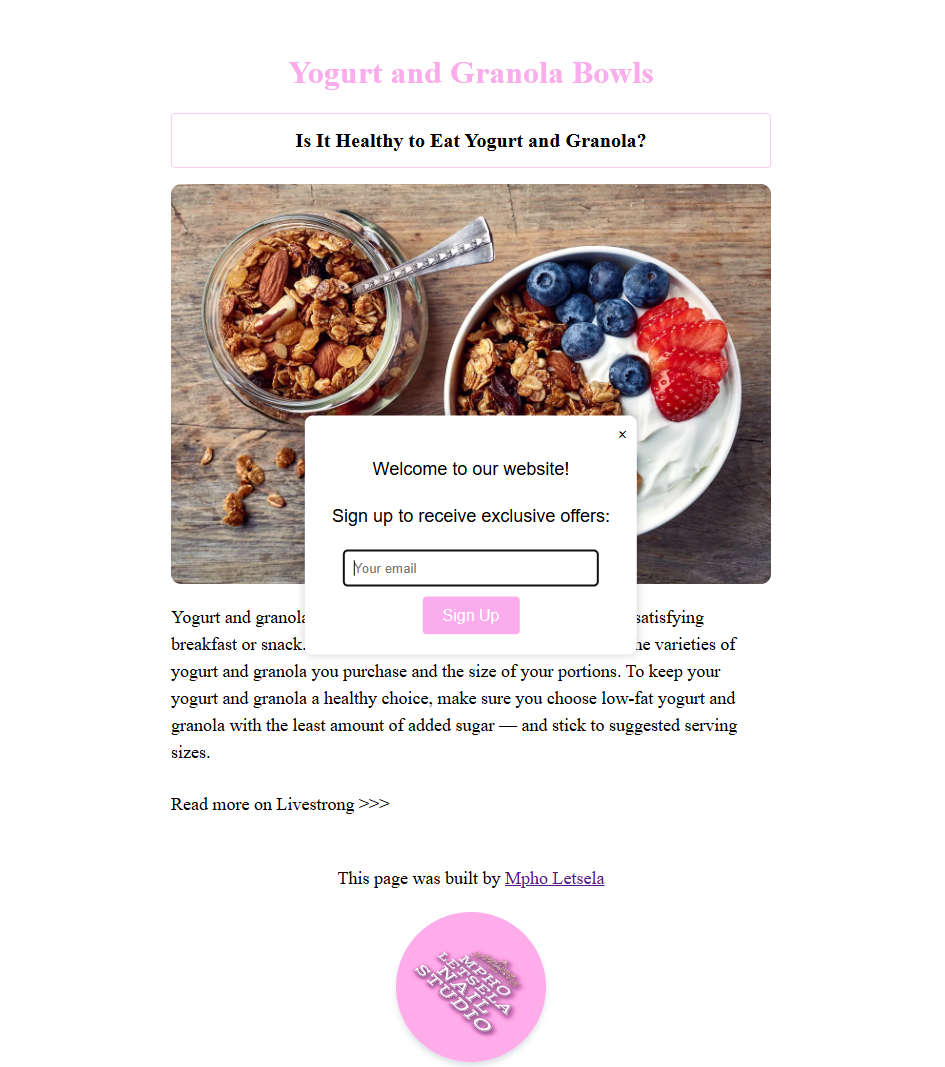 Yogurt and Granola Bowls
Is It Healthy to Eat Yogurt and Granola?
×
Welcome to our website!
Sign up to receive exclusive offers:
Your email
Sign Up
Yogurt and granola satisfying
breakfast or snack. varieties of
yogurt and granola you purchase and the size of your portions. To keep your
yogurt and granola a healthy choice, make sure you choose low-fat yogurt and
granola with the least amount of added sugar — and stick to suggested serving
sizes.
Read more on Livestrong >>>
This page was built by Mpho Letsela
MPHO
LETSELA
NAIL
STUDIO